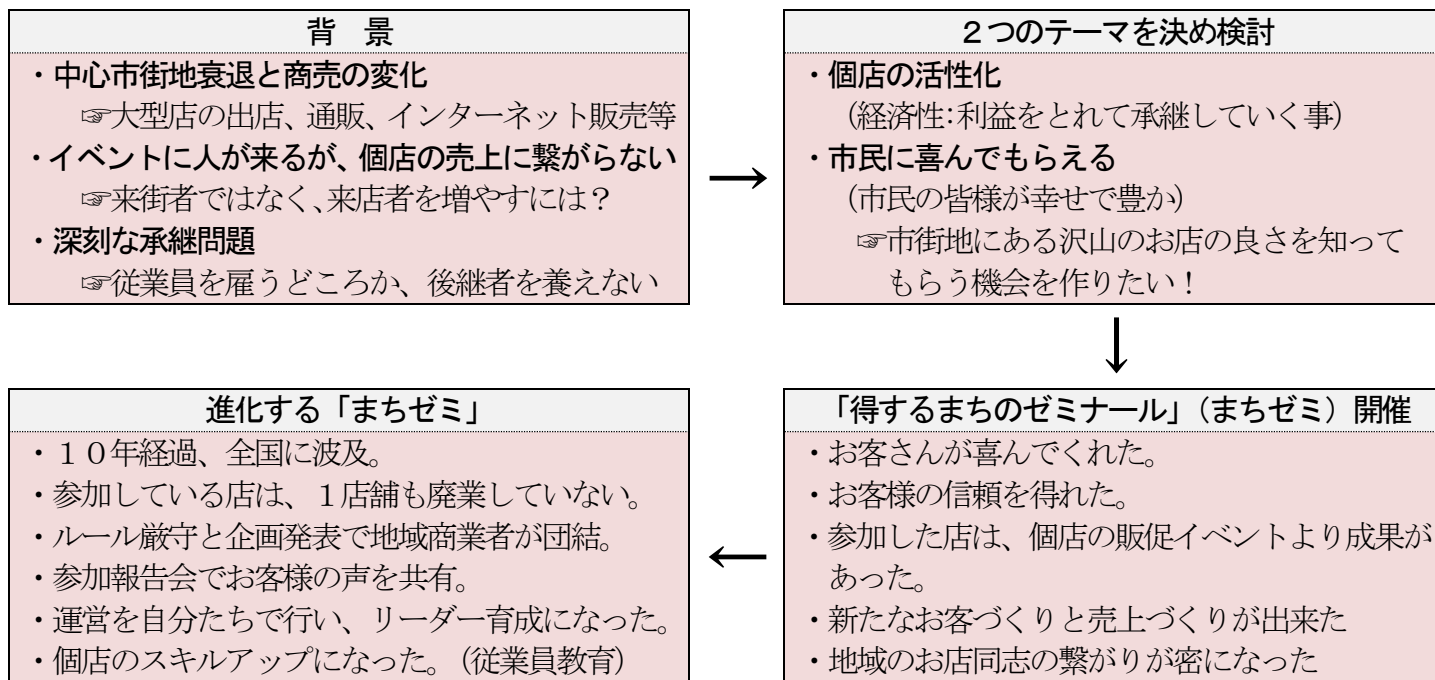 背　景
・中心市街地衰退と商売の変化
☞大型店の出店、通販、インターネット販売等
・イベントに人が来るが、個店の売上に繋がらない
☞来街者ではなく、来店者を増やすには？
・深刻な承継問題
☞従業員を雇うどころか、後継者を養えない
→
２つのテーマを決め検討
・個店の活性化
（経済性：利益をとれて承継していく事）
・市民に喜んでもらえる
（市民の皆様が幸せで豊か）
☞市街地にある沢山のお店の良さを知って
もらう機会を作りたい！
↓
「得するまちのゼミナール」（まちゼミ）開催
・お客さんが喜んでくれた。
・お客様の信頼を得れた。
・参加した店は、個店の販促イベントより成果が
あった。
・新たなお客づくりと売上づくりが出来た
・地域のお店同志の繋がりが密になった
←
進化する「まちゼミ」
・１０年経過、全国に波及。
・参加している店は、１店舗も廃業していない。
・ルール厳守と企画発表で地域商業者が団結。
・参加報告会でお客様の声を共有。
・運営を自分たちで行い、リーダー育成になった。
・個店のスキルアップになった。（従業員教育）